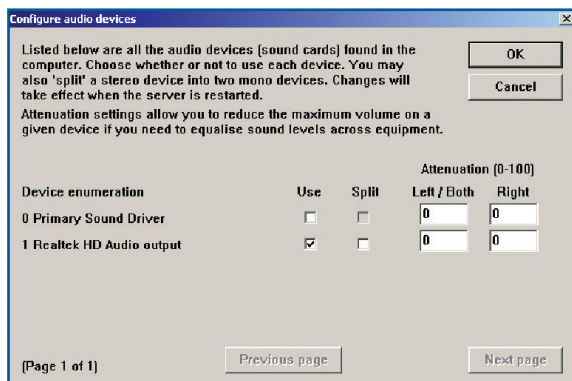 Configure audio devices
Listed below are all the audio devices (sound cards) found in the
computer. Choose whether or not to use each device. You may
also 'split' a stereo device into two mono devices. Changes will
take effect when the server is restarted.
Attenuation settings allow you to reduce the maximum volume on a
given device if you need to equalise sound levels across equipment.
OK
Cancel
Attenuation (0-100)
Device enumeration Use Split Left / Both Right
0 Primary Sound Driver 0 0
1 Realtek HD Audio output 0 0
(Page 1 of 1) Previous page Next page